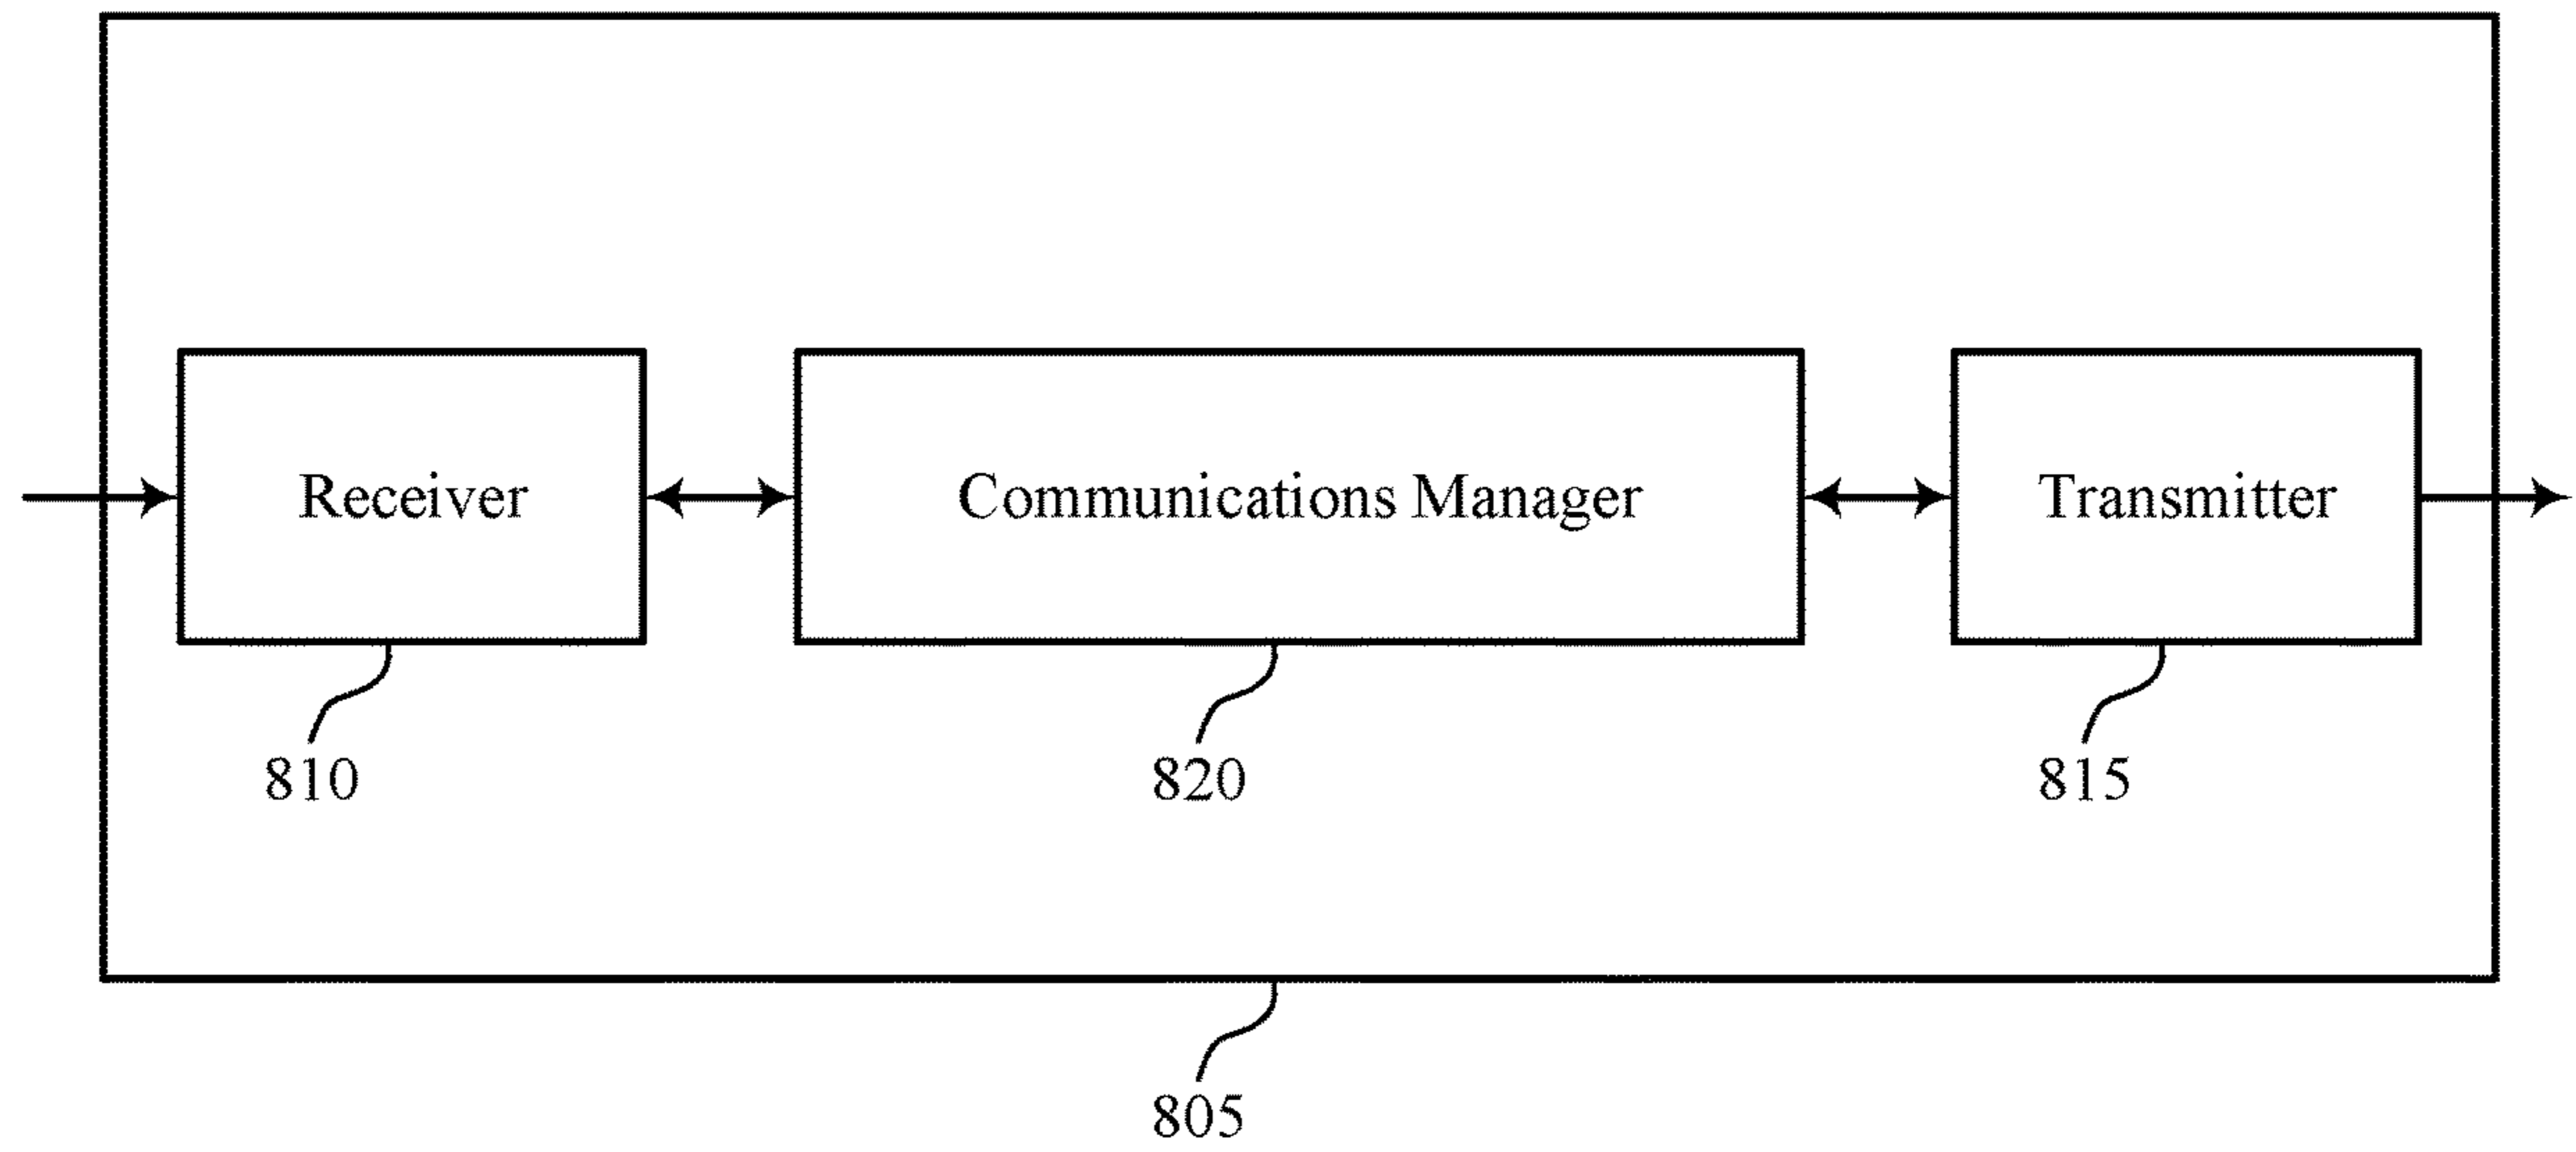 Receiver
Communications Manager
Transmitter
810
820
815
805